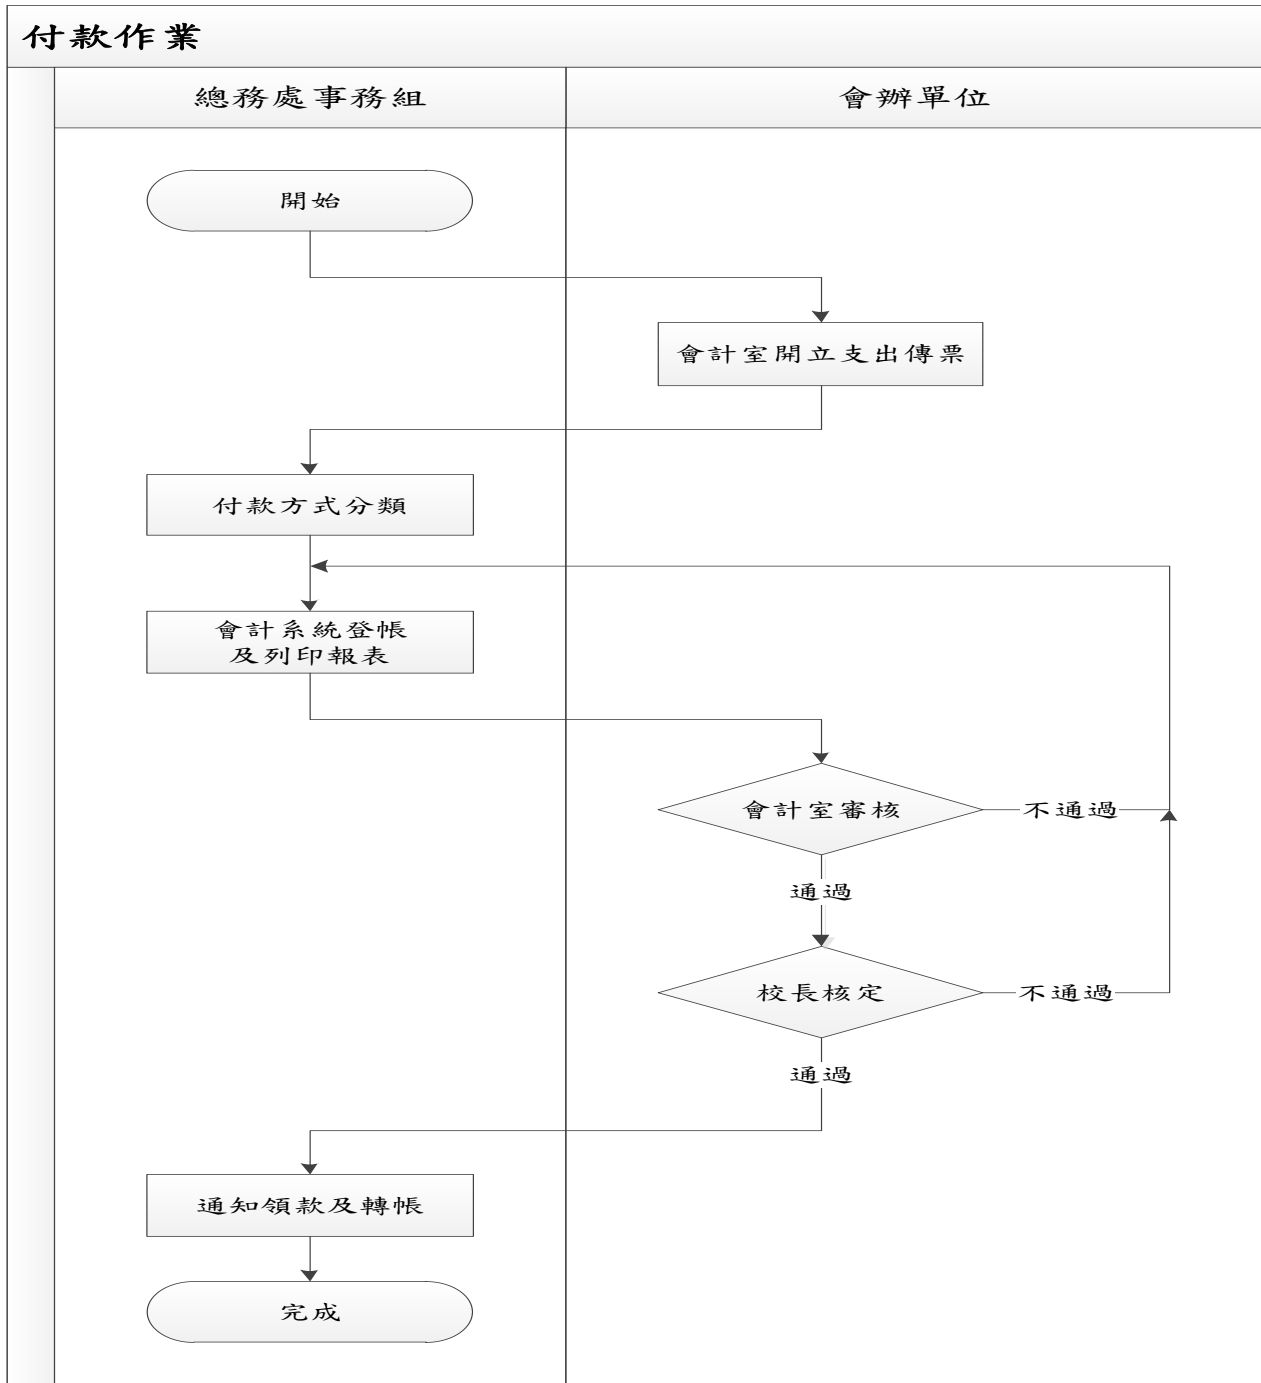 付款作業
總務處事務組
會辦單位
開始
會計室開立支出傳票
付款方式分類
會計系統登帳
及列印報表
會計室審核
不通過
通過
校長核定
不通過
通過
通知領款及轉帳
完成